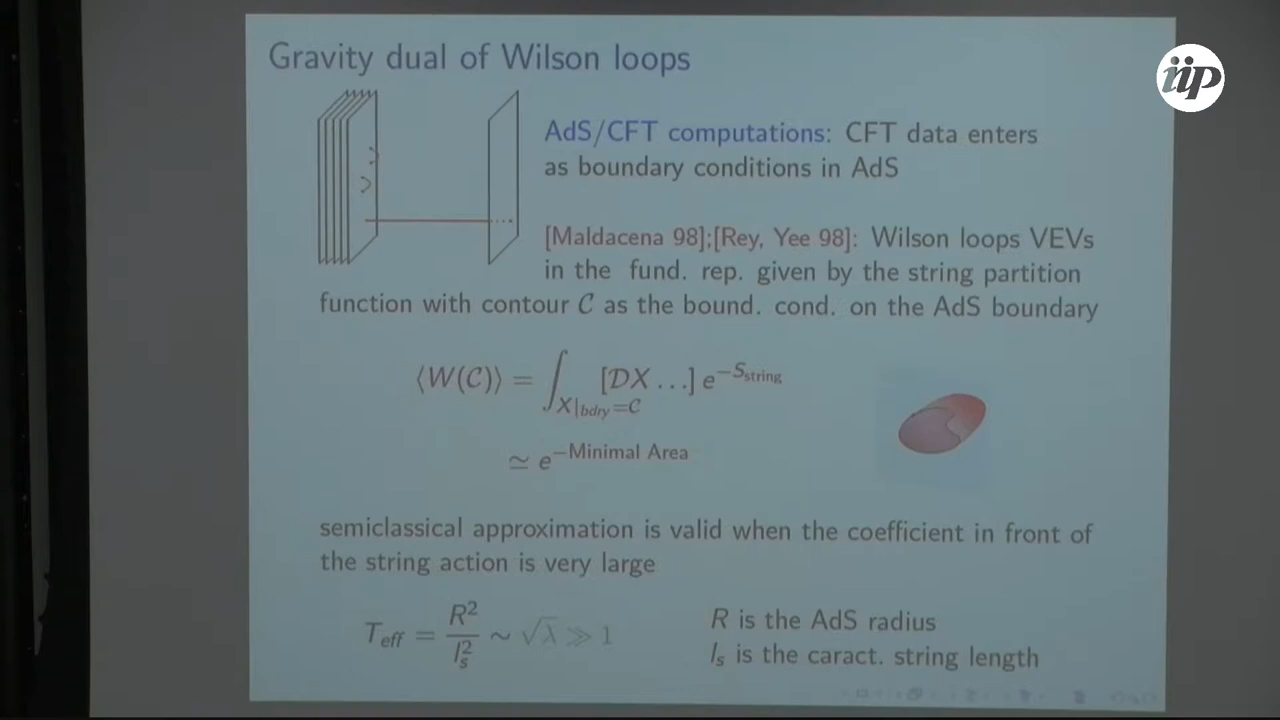 Gravity dual of Wilson loops
iip
AdS/CFT computations: CFT data enters
as boundary conditions in AdS
[Maldacena 98];[Rey, Yee 98]: Wilson loops VEVs
in the fund. rep. given by the string partition
function with contour 𝒞 as the bound. cond. on the AdS boundary
⟨W(𝒞)⟩ = ∫_{X|bdry=𝒞} [𝒟X …] e^{−S_string}
≃ e^{−Minimal Area}
semiclassical approximation is valid when the coefficient in front of
the string action is very large
T_eff = R²/l_s² ∼ √λ ≫ 1
R is the AdS radius
l_s is the caract. string length